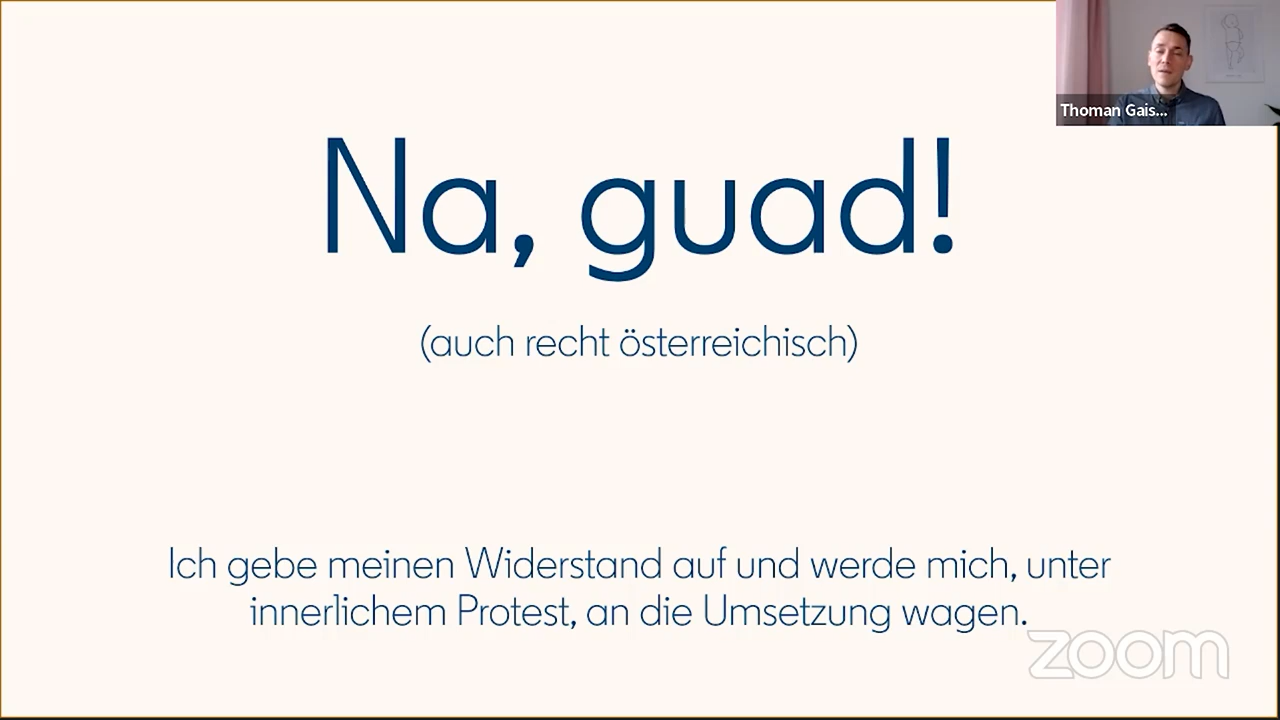 Thoman Gais...
Na, guad!
(auch recht österreichisch)
Ich gebe meinen Widerstand auf und werde mich, unter
innerlichem Protest, an die Umsetzung wagen.
zoom